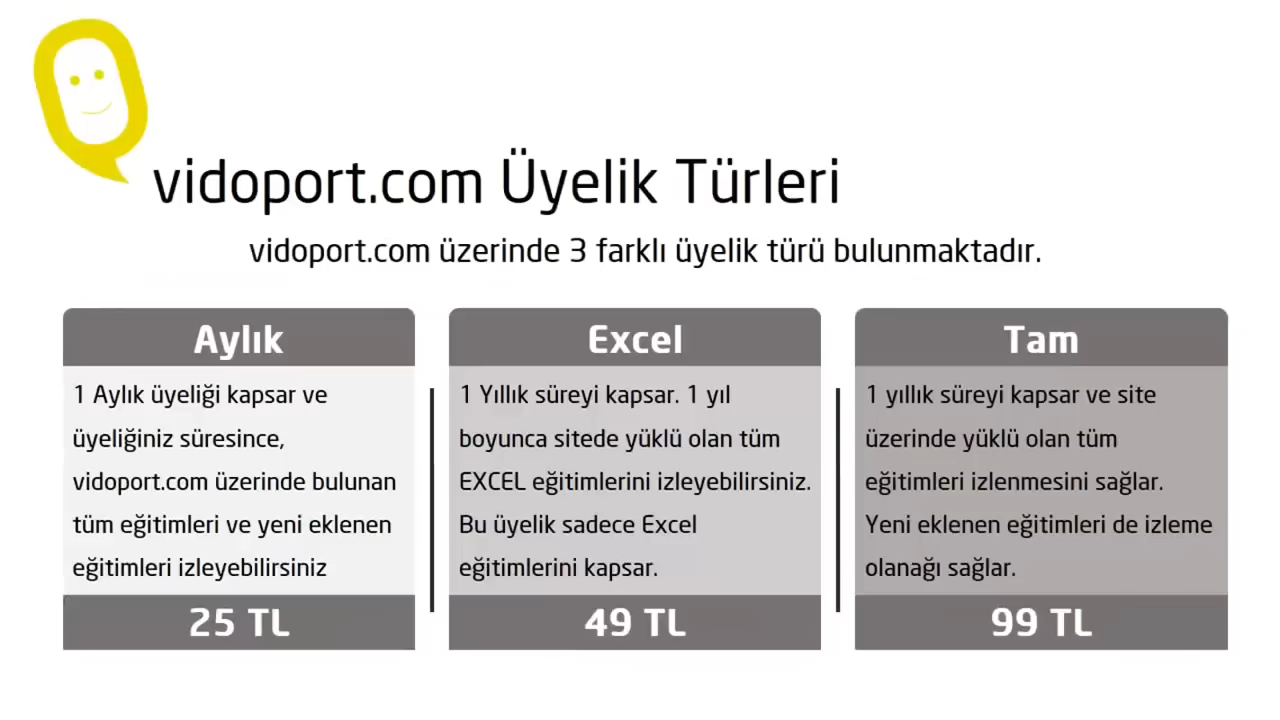 vidoport.com Üyelik Türleri
vidoport.com üzerinde 3 farklı üyelik türü bulunmaktadır.
Aylık
1 Aylık üyeliği kapsar ve
üyeliğiniz süresince,
vidoport.com üzerinde bulunan
tüm eğitimleri ve yeni eklenen
eğitimleri izleyebilirsiniz
25 TL
Excel
1 Yıllık süreyi kapsar. 1 yıl
boyunca sitede yüklü olan tüm
EXCEL eğitimlerini izleyebilirsiniz.
Bu üyelik sadece Excel
eğitimlerini kapsar.
49 TL
Tam
1 yıllık süreyi kapsar ve site
üzerinde yüklü olan tüm
eğitimleri izlenmesini sağlar.
Yeni eklenen eğitimleri de izleme
olanağı sağlar.
99 TL